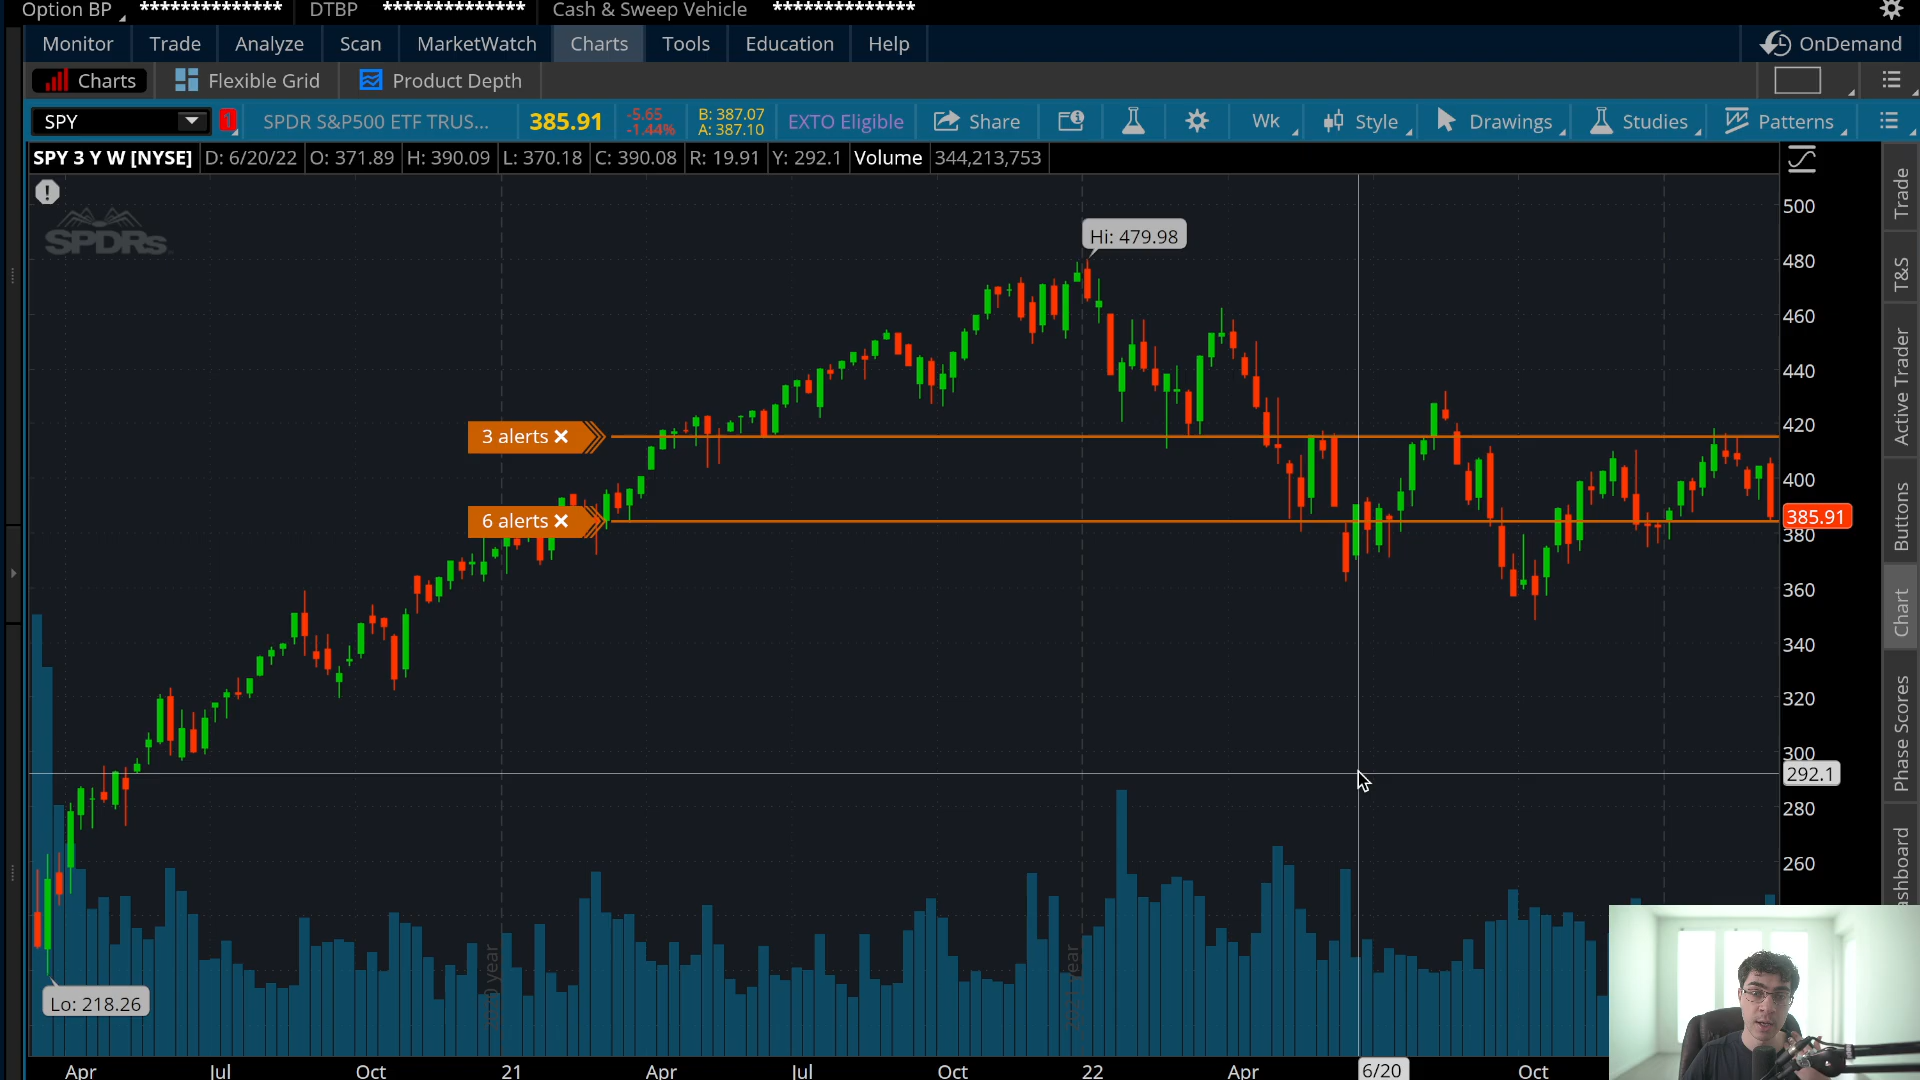 Option BP ************** DTBP ************** Cash & Sweep Vehicle **************
Monitor Trade Analyze Scan MarketWatch Charts Tools Education Help OnDemand
Charts Flexible Grid Product Depth
SPY 1 SPDR S&P500 ETF TRUS... 385.91 -5.65 -1.44% B: 387.07 A: 387.10 EXTO Eligible Share Wk Style Drawings Studies Patterns
SPY 3 Y W [NYSE] D: 6/20/22 O: 371.89 H: 390.09 L: 370.18 C: 390.08 R: 19.91 Y: 292.1 Volume 344,213,753
SPDRs
Hi: 479.98
3 alerts
6 alerts
Lo: 218.26
500
480
460
440
420
400
385.91
380
360
340
320
300
292.1
280
260
Trade
T&S
Active Trader
Buttons
Chart
Phase Scores
shboard
year
year
Apr Jul Oct 21 Apr Jul Oct 22 Apr 6/20 Oct